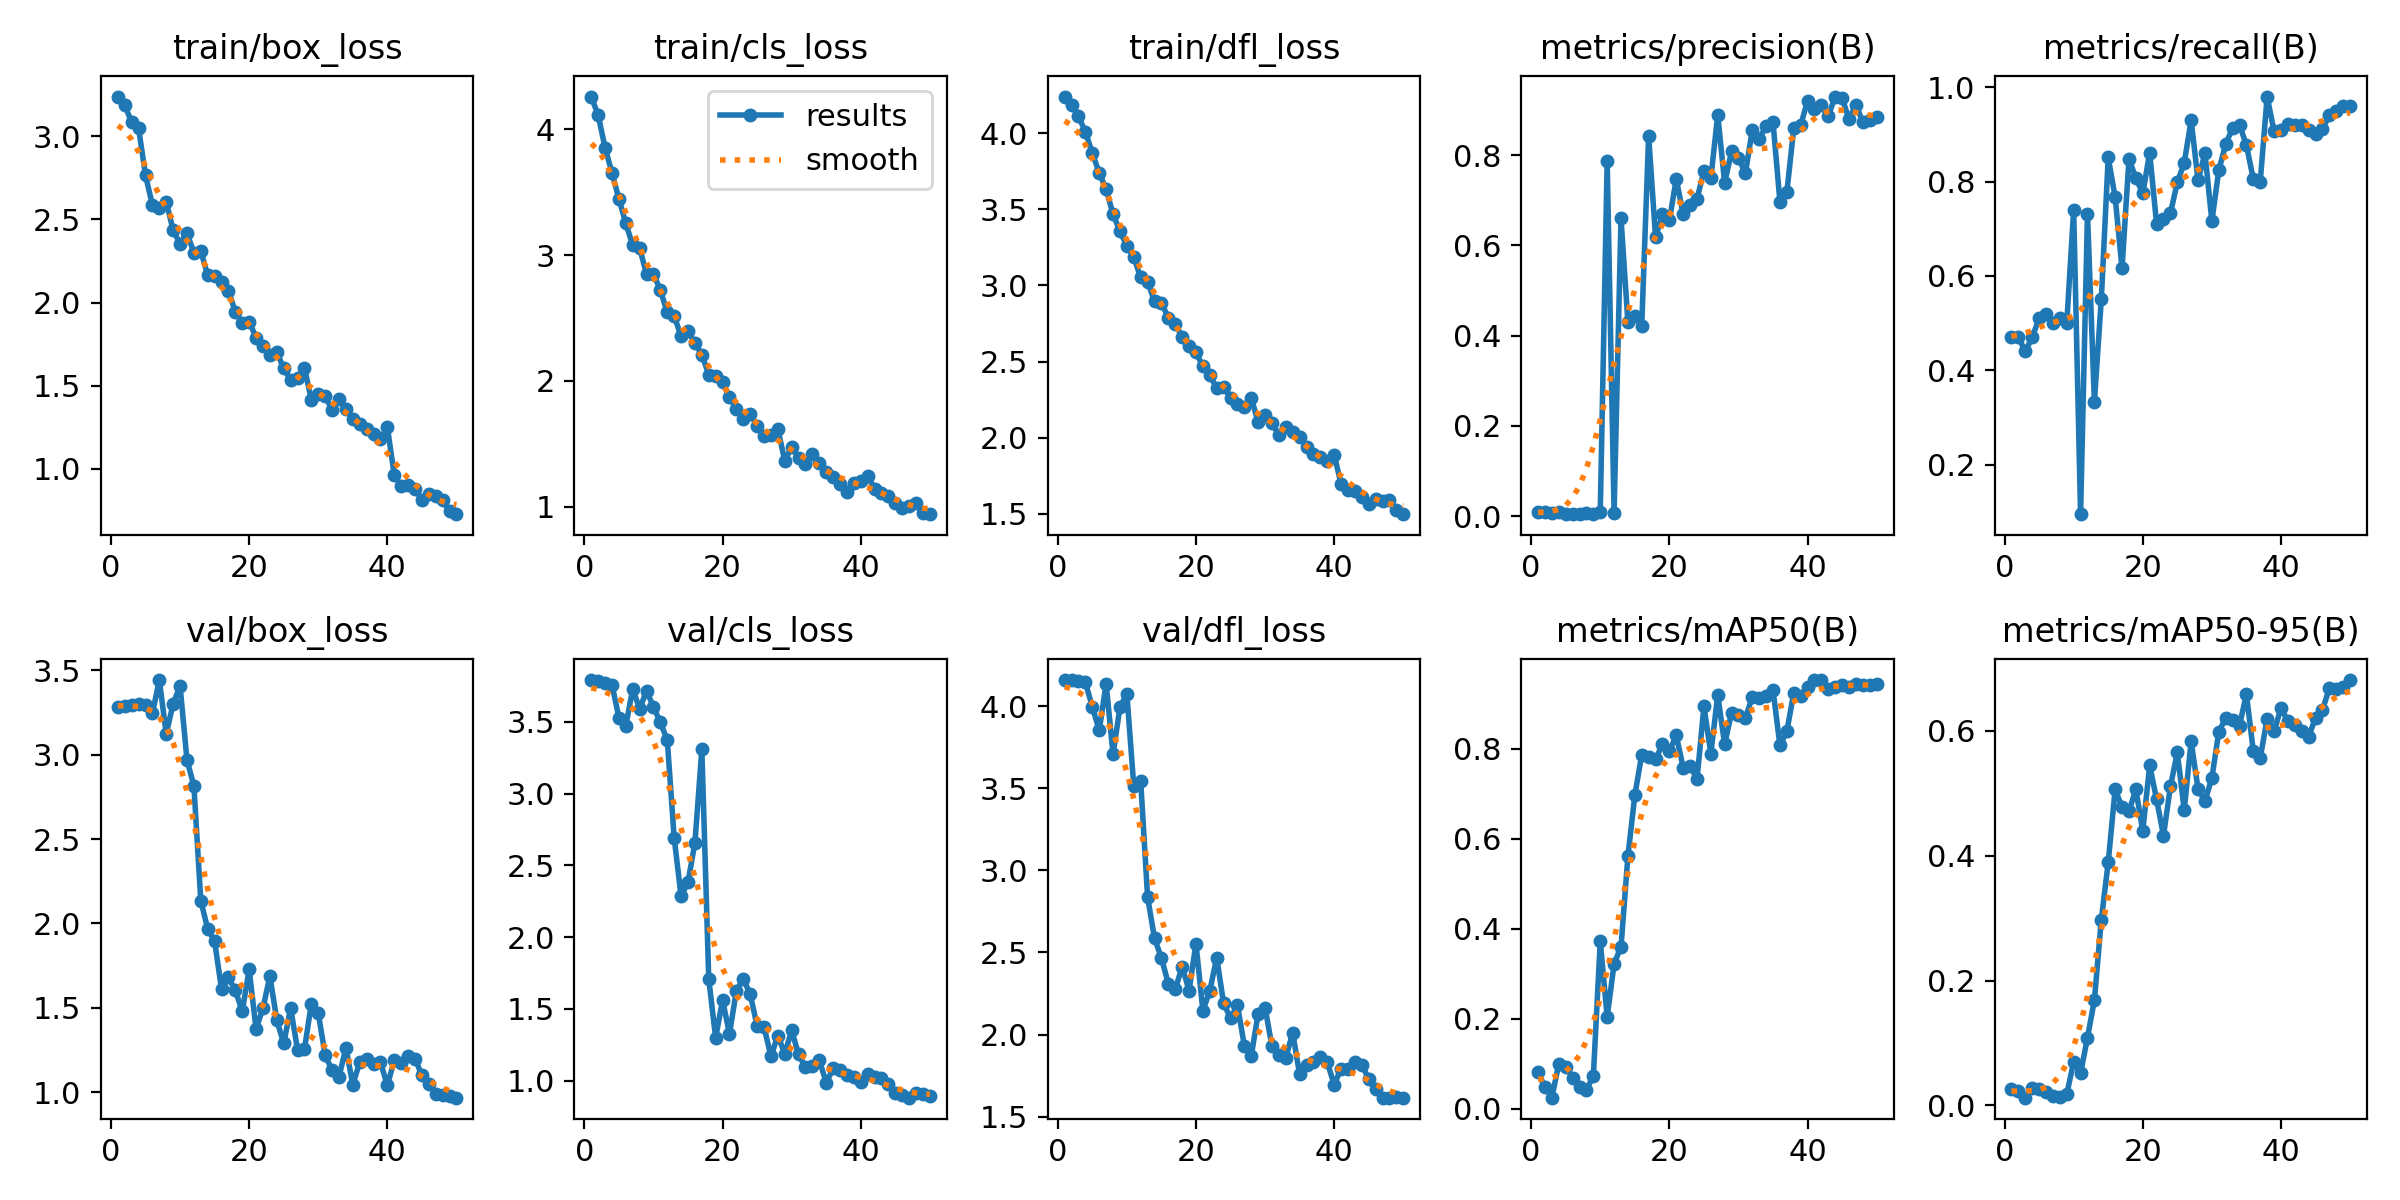 train/box_loss
3.0
2.5
2.0
1.5
1.0
0 20 40
train/cls_loss
results
smooth
4
3
2
1
0 20 40
train/dfl_loss
4.0
3.5
3.0
2.5
2.0
1.5
0 20 40
metrics/precision(B)
0.8
0.6
0.4
0.2
0.0
0 20 40
metrics/recall(B)
1.0
0.8
0.6
0.4
0.2
0 20 40
val/box_loss
3.5
3.0
2.5
2.0
1.5
1.0
0 20 40
val/cls_loss
3.5
3.0
2.5
2.0
1.5
1.0
0 20 40
val/dfl_loss
4.0
3.5
3.0
2.5
2.0
1.5
0 20 40
metrics/mAP50(B)
0.8
0.6
0.4
0.2
0.0
0 20 40
metrics/mAP50-95(B)
0.6
0.4
0.2
0.0
0 20 40